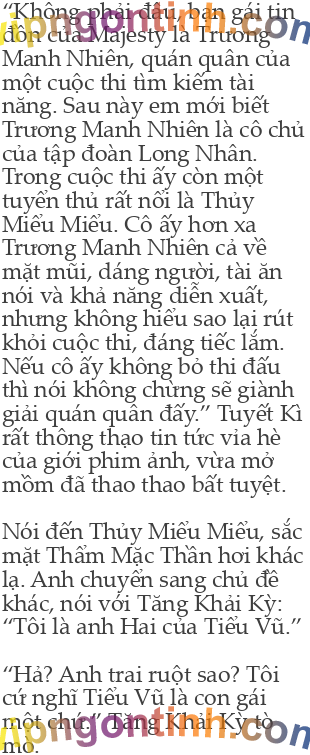 “Không phải đâu, bạn gái tin
đồn của Majesty là Trương
Manh Nhiên, quán quân của
một cuộc thi tìm kiếm tài
năng. Sau này em mới biết
Trương Manh Nhiên là cô chủ
của tập đoàn Long Nhân.
Trong cuộc thi ấy còn một
tuyển thủ rất nổi là Thủy
Miểu Miểu. Cô ấy hơn xa
Trương Manh Nhiên cả về
mặt mũi, dáng người, tài ăn
nói và khả năng diễn xuất,
nhưng không hiểu sao lại rút
khỏi cuộc thi, đáng tiếc lắm.
Nếu cô ấy không bỏ thi đấu
thì nói không chừng sẽ giành
giải quán quân đấy.” Tuyết Kì
rất thông thạo tin tức vỉa hè
của giới phim ảnh, vừa mở
mồm đã thao thao bất tuyệt.
Nói đến Thủy Miểu Miểu, sắc
mặt Thẩm Mặc Thần hơi khác
lạ. Anh chuyển sang chủ đề
khác, nói với Tăng Khải Kỳ:
“Tôi là anh Hai của Tiểu Vũ.”
“Hả? Anh trai ruột sao? Tôi
cứ nghĩ Tiểu Vũ là con gái
một chứ.” Tăng Khải Kỳ tò
mò.
vipngontinh.com
vipngontinh.com